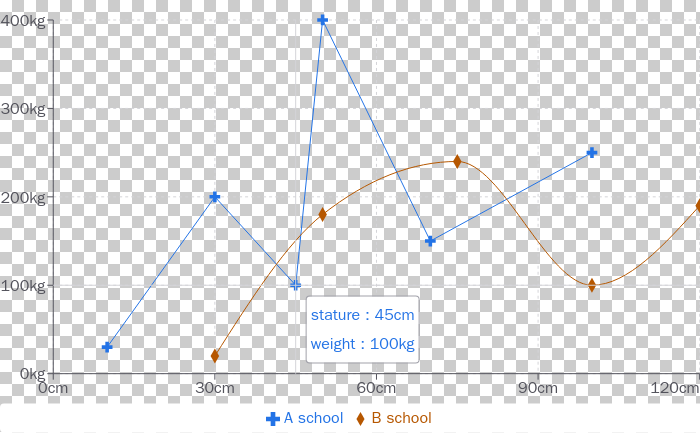 400kg
300kg
200kg
100kg
0kg
0cm 30cm 60cm 90cm 120cm
stature : 45cm
weight : 100kg
A school B school